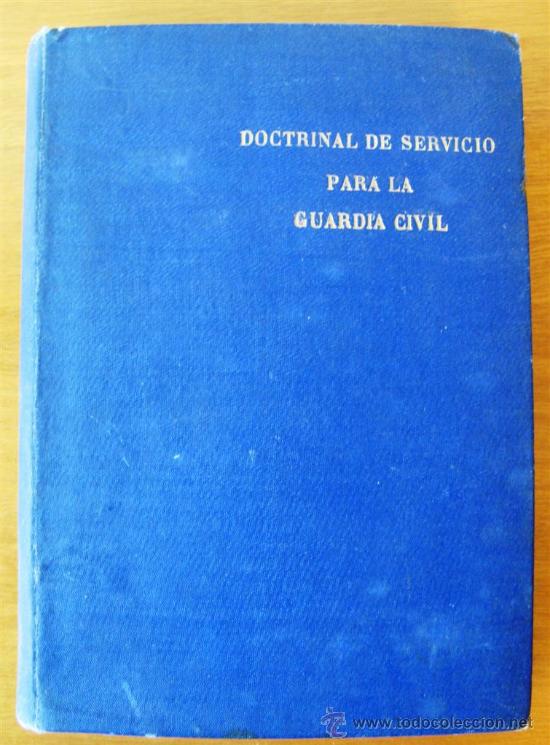 DOCTRINAL DE SERVICIO
PARA LA
GUARDIA CIVIL
© www.todocoleccion.net